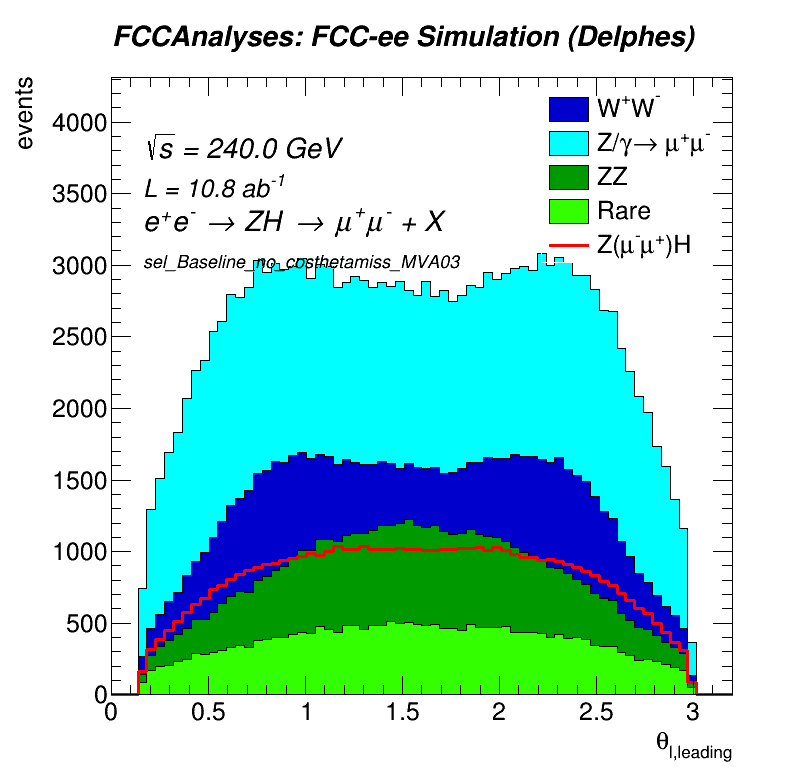 FCCAnalyses: FCC-ee Simulation (Delphes)
events
√s = 240.0 GeV
L = 10.8 ab⁻¹
e⁺e⁻ → ZH → μ⁺μ⁻ + X
sel_Baseline_no_costhetamiss_MVA03
W⁺W⁻
Z/γ→ μ⁺μ⁻
ZZ
Rare
Z(μ⁻μ⁺)H
4000
3500
3000
2500
2000
1500
1000
500
0
0 0.5 1 1.5 2 2.5 3
θl,leading